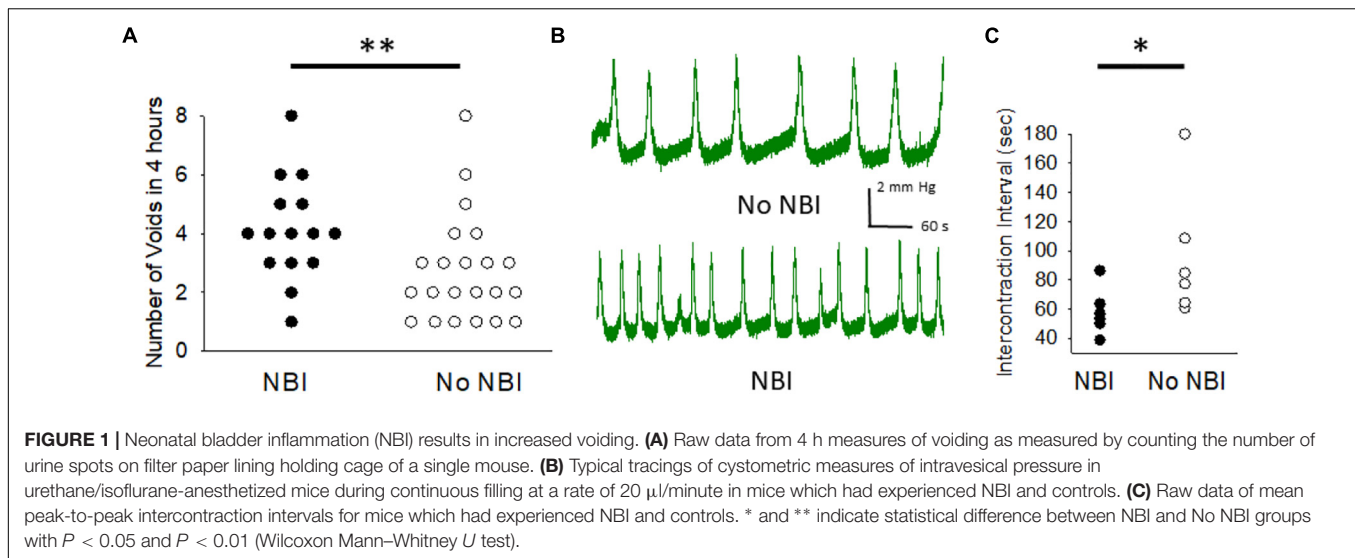 A
**
Number of Voids in 4 hours
8
6
4
2
0
NBI
No NBI
B
No NBI
2 mm Hg
60 s
NBI
C
*
Intercontraction Interval (sec)
180
160
140
120
100
80
60
40
NBI
No NBI
FIGURE 1 | Neonatal bladder inflammation (NBI) results in increased voiding. (A) Raw data from 4 h measures of voiding as measured by counting the number of
urine spots on filter paper lining holding cage of a single mouse. (B) Typical tracings of cystometric measures of intravesical pressure in
urethane/isoflurane-anesthetized mice during continuous filling at a rate of 20 μl/minute in mice which had experienced NBI and controls. (C) Raw data of mean
peak-to-peak intercontraction intervals for mice which had experienced NBI and controls. * and ** indicate statistical difference between NBI and No NBI groups
with P < 0.05 and P < 0.01 (Wilcoxon Mann–Whitney U test).